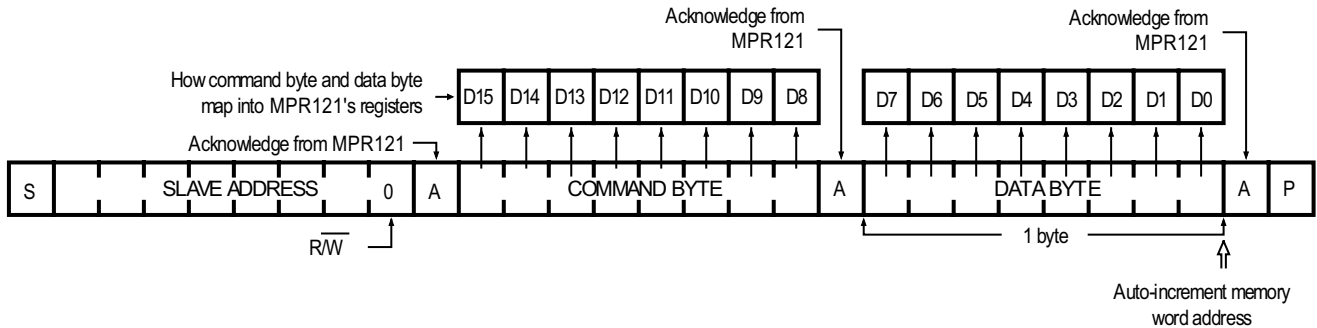 Acknowledge from
MPR121
Acknowledge from
MPR121
How command byte and data byte
map into MPR121's registers
D15 D14 D13 D12 D11 D10 D9 D8
D7 D6 D5 D4 D3 D2 D1 D0
Acknowledge from MPR121
S SLAVE ADDRESS 0 A COMMAND BYTE A DATA BYTE A P
R/W̅
1 byte
Auto-increment memory
word address